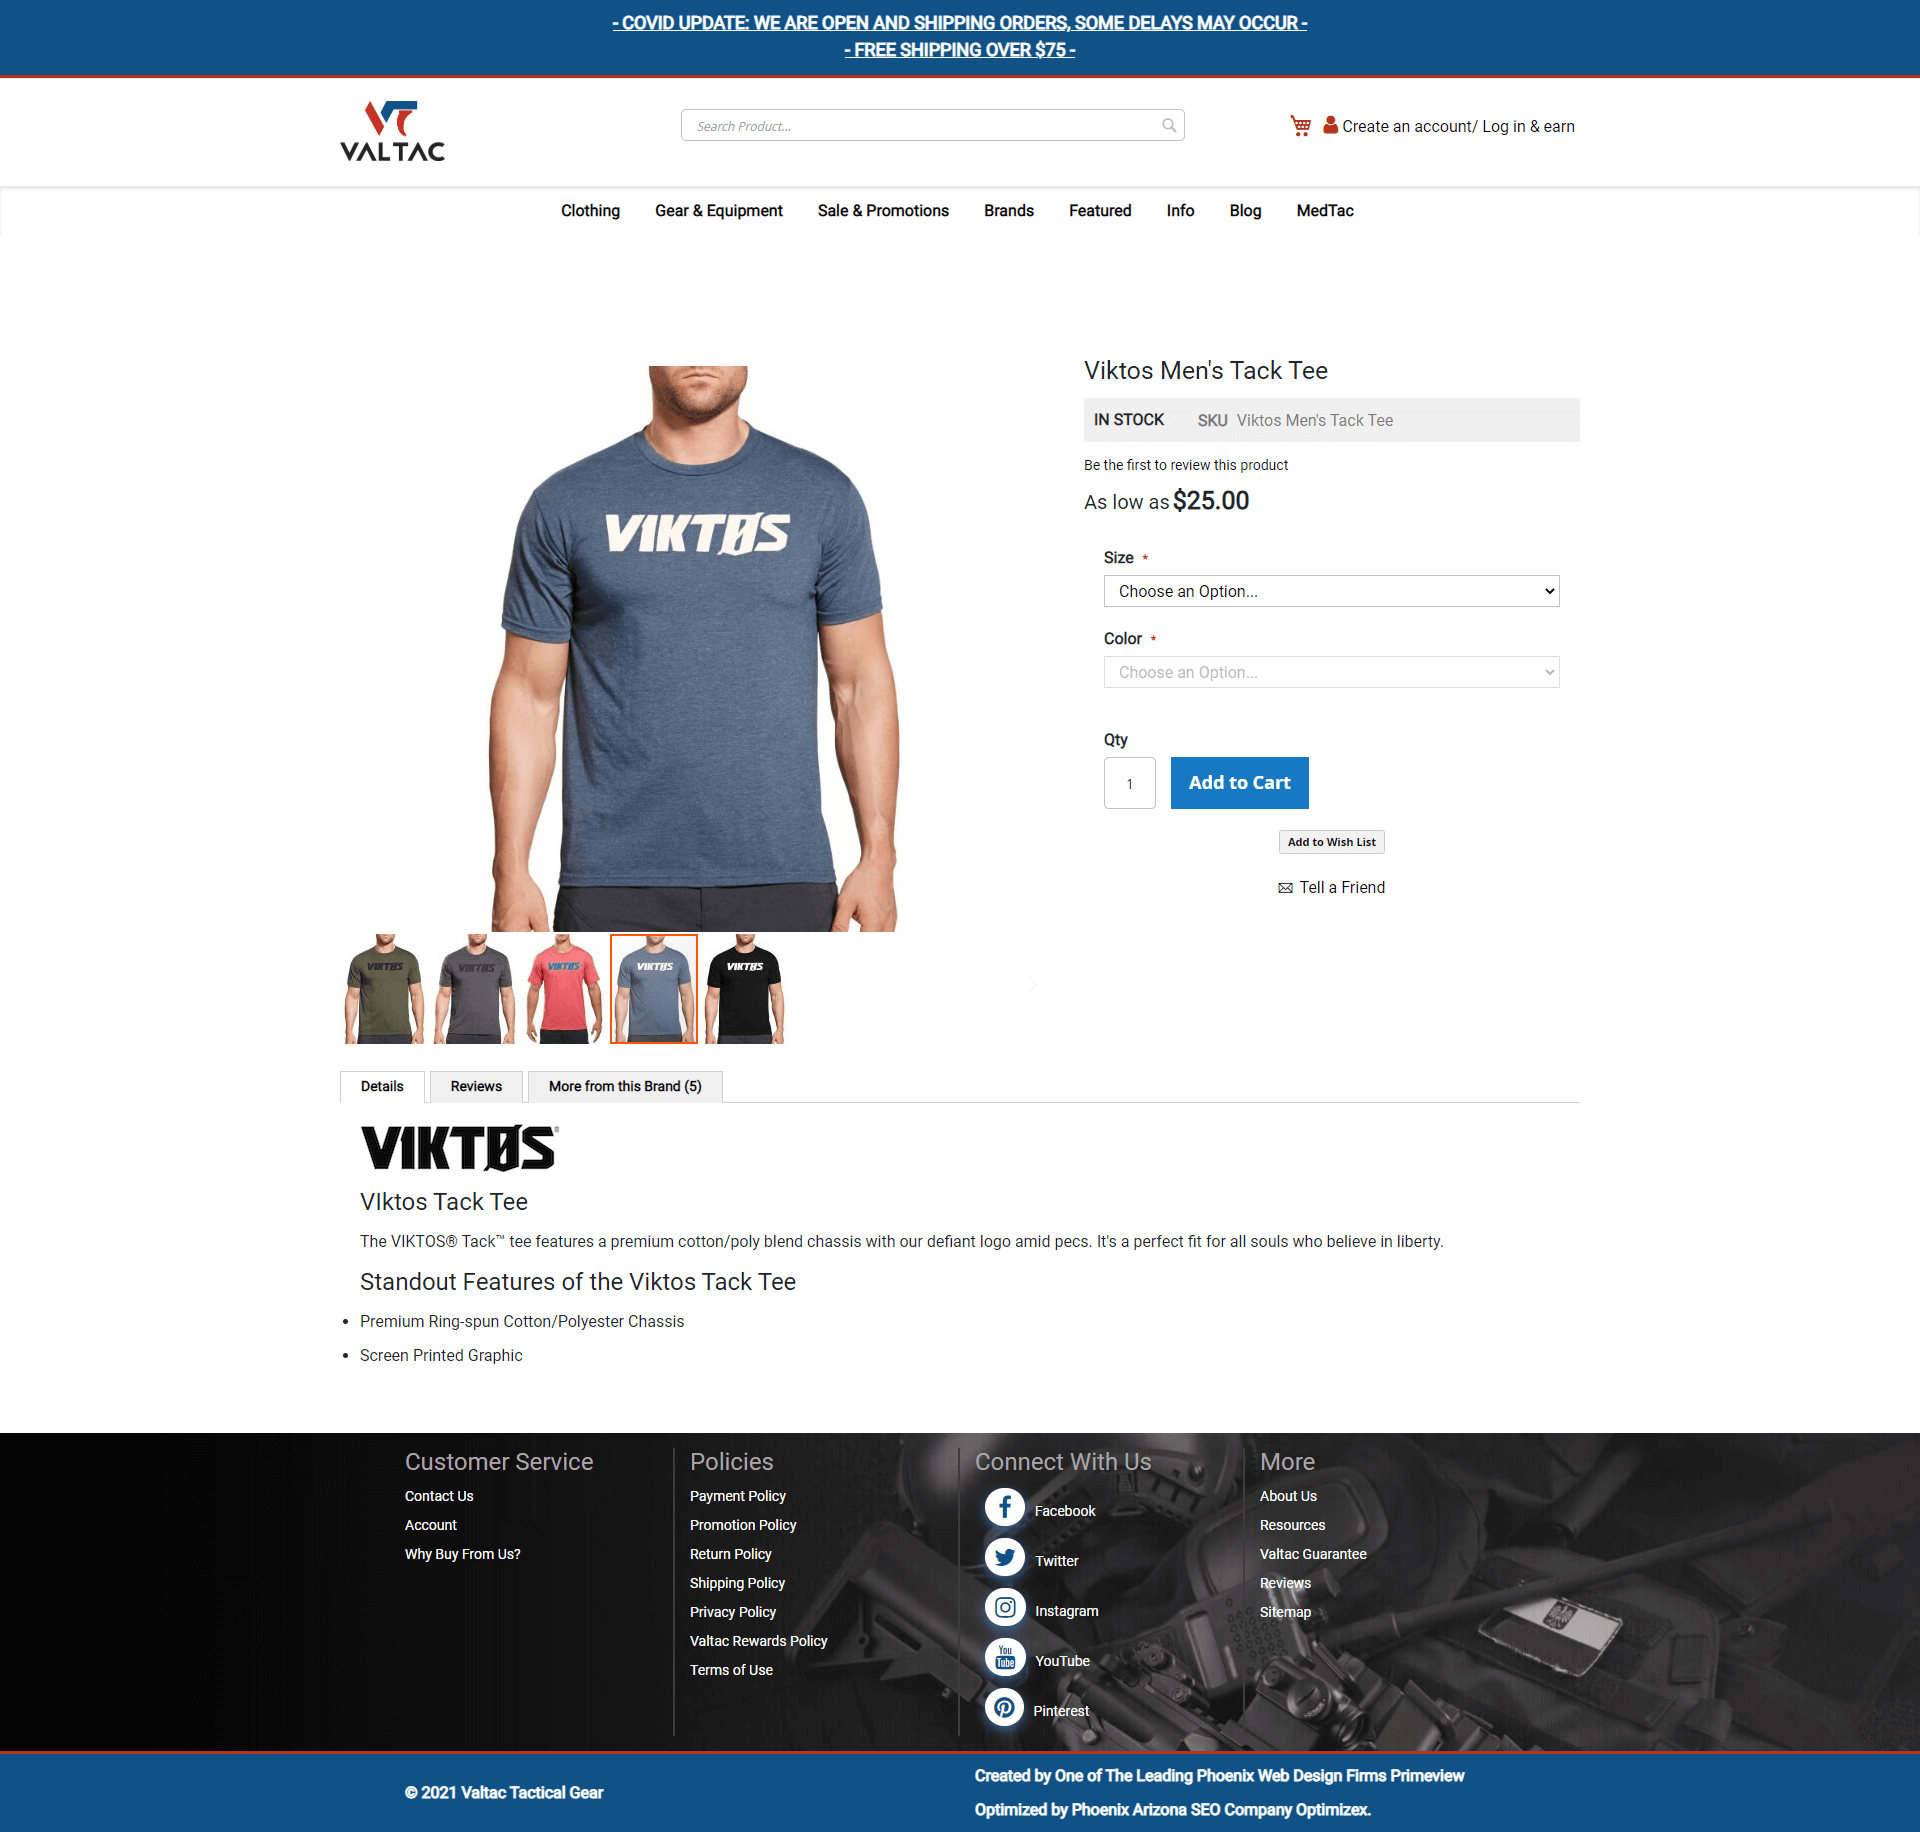 - COVID UPDATE: WE ARE OPEN AND SHIPPING ORDERS, SOME DELAYS MAY OCCUR -
- FREE SHIPPING OVER $75 -
VALTAC
Search Product...
Create an account/ Log in & earn
Clothing Gear & Equipment Sale & Promotions Brands Featured Info Blog MedTac
VIKTØS
Viktos Men's Tack Tee
IN STOCK SKU Viktos Men's Tack Tee
Be the first to review this product
As low as $25.00
Size *
Choose an Option...
Color *
Choose an Option...
Qty
1 Add to Cart
Add to Wish List
Tell a Friend
VIKTØS VIKTØS VIKTØS VIKTØS VIKTØS
Details Reviews More from this Brand (5)
VIKTØS®
VIktos Tack Tee
The VIKTOS® Tack™ tee features a premium cotton/poly blend chassis with our defiant logo amid pecs. It's a perfect fit for all souls who believe in liberty.
Standout Features of the Viktos Tack Tee
• Premium Ring-spun Cotton/Polyester Chassis
• Screen Printed Graphic
Customer Service
Contact Us
Account
Why Buy From Us?
Policies
Payment Policy
Promotion Policy
Return Policy
Shipping Policy
Privacy Policy
Valtac Rewards Policy
Terms of Use
Connect With Us
Facebook
Twitter
Instagram
You
Tube
YouTube
Pinterest
More
About Us
Resources
Valtac Guarantee
Reviews
Sitemap
© 2021 Valtac Tactical Gear
Created by One of The Leading Phoenix Web Design Firms Primeview
Optimized by Phoenix Arizona SEO Company Optimizex.